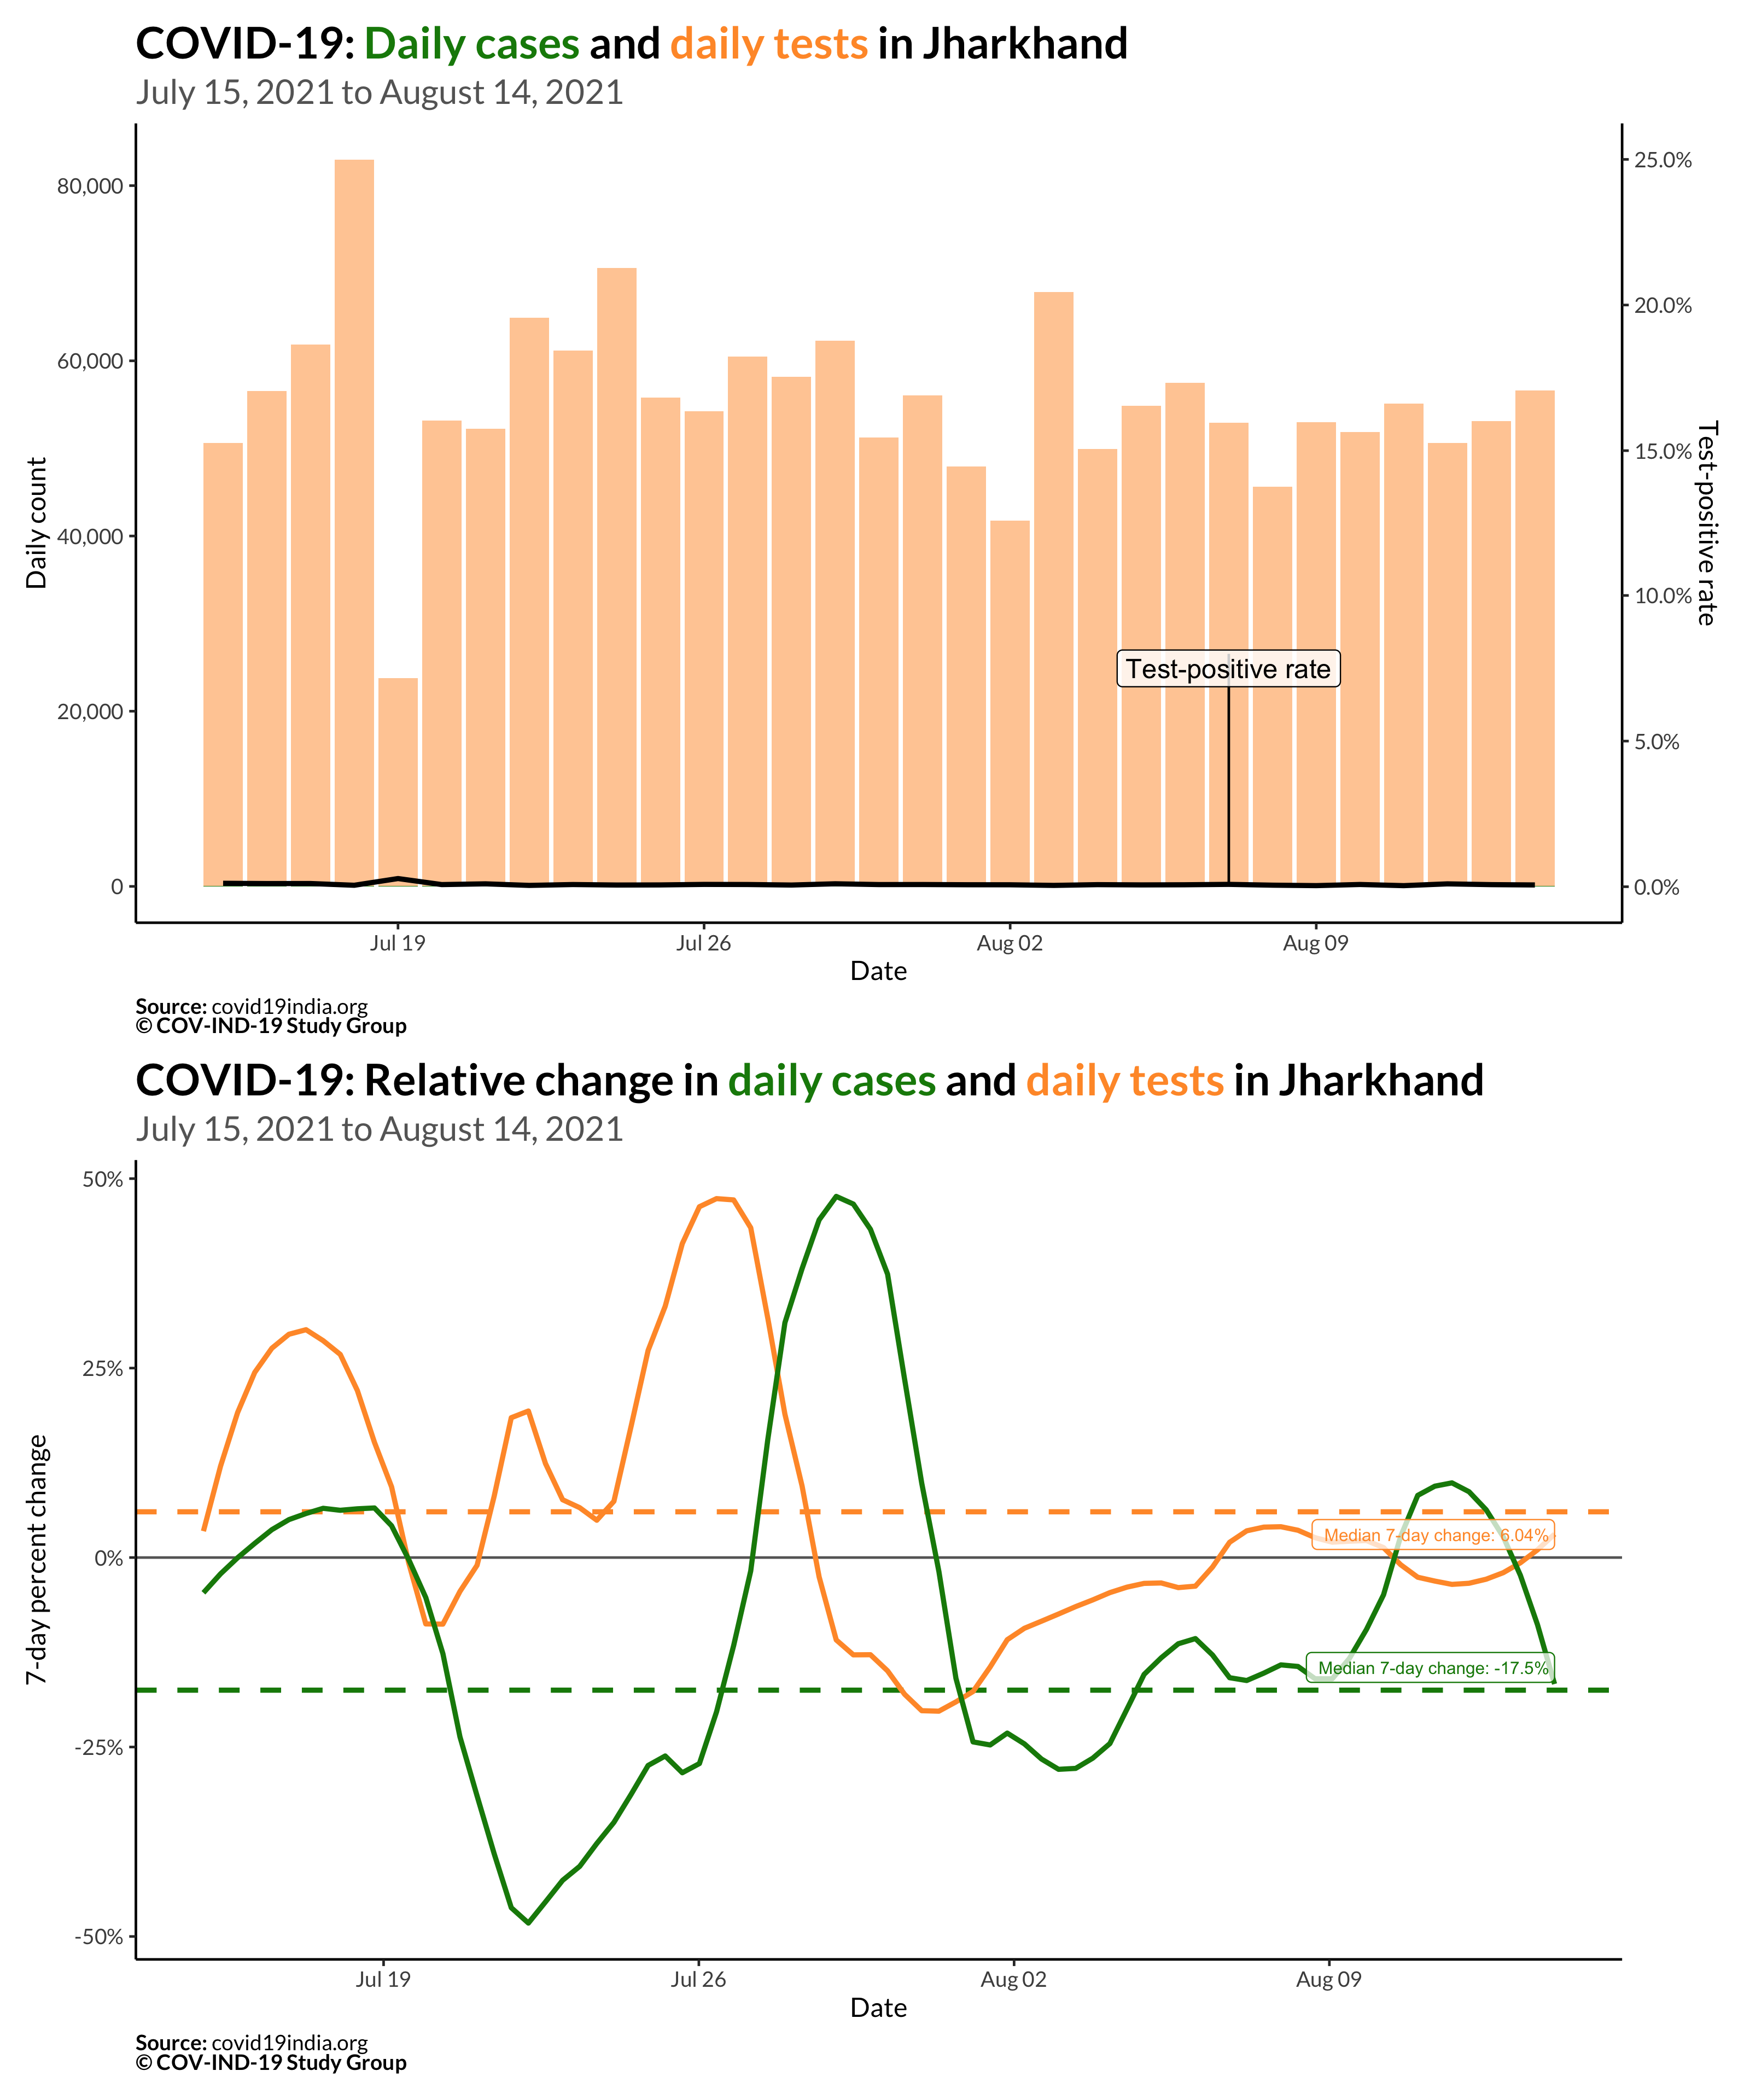 COVID-19: Daily cases and daily tests in Jharkhand
July 15, 2021 to August 14, 2021
80,000
60,000
40,000
20,000
0
Daily count
25.0%
20.0%
15.0%
10.0%
5.0%
0.0%
Test-positive rate
Test-positive rate
Jul 19
Jul 26
Aug 02
Aug 09
Date
Source: covid19india.org
© COV-IND-19 Study Group
COVID-19: Relative change in daily cases and daily tests in Jharkhand
July 15, 2021 to August 14, 2021
50%
25%
0%
-25%
-50%
7-day percent change
Median 7-day change: 6.04%
Median 7-day change: -17.5%
Jul 19
Jul 26
Aug 02
Aug 09
Date
Source: covid19india.org
© COV-IND-19 Study Group